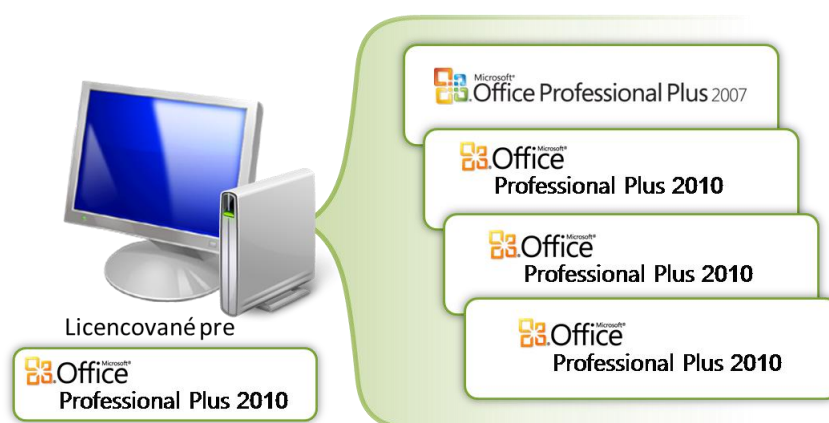 Microsoft®
Office Professional Plus 2007
Office Microsoft®
Professional Plus 2010
Office Microsoft®
Professional Plus 2010
Office Microsoft®
Professional Plus 2010
Licencované pre
Office Microsoft®
Professional Plus 2010